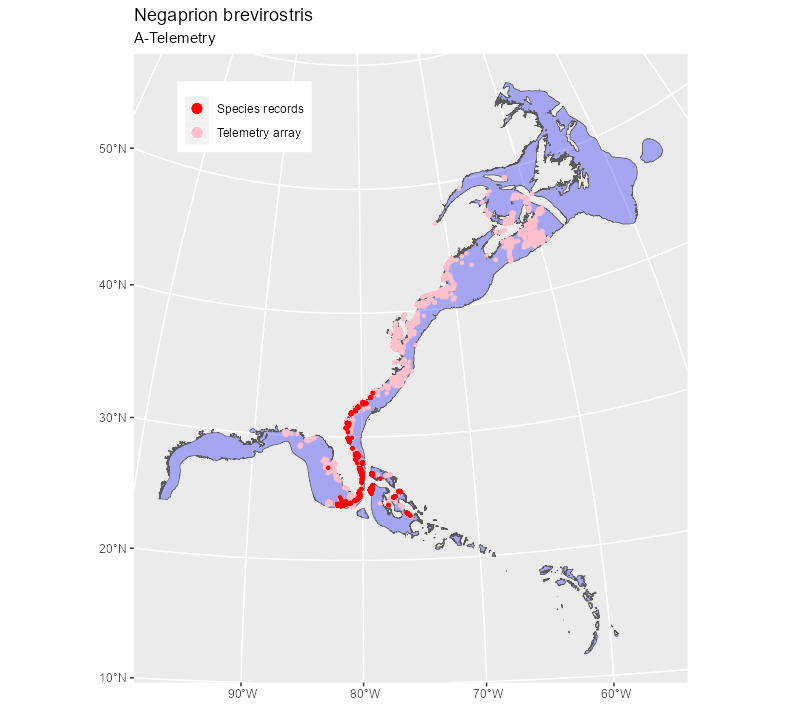 Negaprion brevirostris
A-Telemetry
Species records
Telemetry array
50°N
40°N
30°N
20°N
10°N
90°W
80°W
70°W
60°W